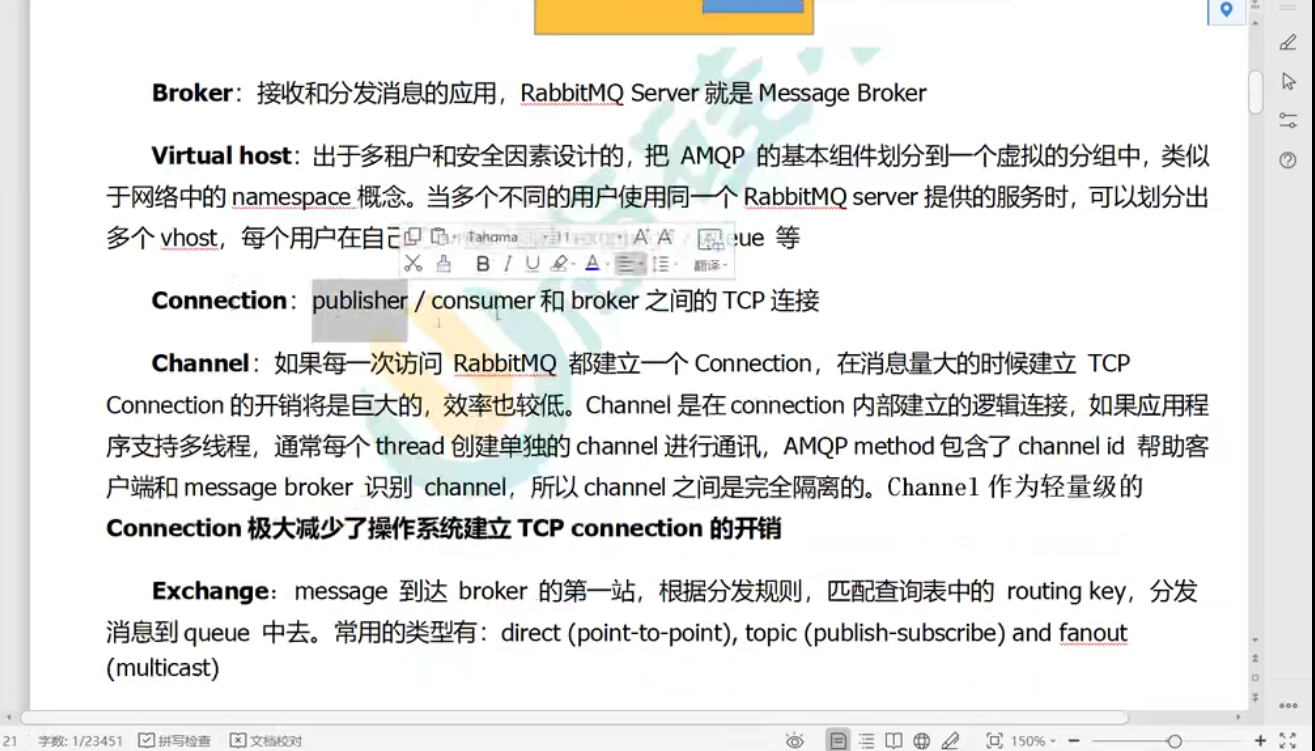 Broker：接收和分发消息的应用，RabbitMQ Server 就是 Message Broker
Virtual host：出于多租户和安全因素设计的，把 AMQP 的基本组件划分到一个虚拟的分组中，类似
于网络中的 namespace 概念。当多个不同的用户使用同一个 RabbitMQ server 提供的服务时，可以划分出
多个 vhost，每个用户在自己 eue 等
Tahoma
B I U A 翻译
Connection：publisher / consumer 和 broker 之间的 TCP 连接
Channel：如果每一次访问 RabbitMQ 都建立一个 Connection，在消息量大的时候建立 TCP
Connection 的开销将是巨大的，效率也较低。Channel 是在 connection 内部建立的逻辑连接，如果应用程
序支持多线程，通常每个 thread 创建单独的 channel 进行通讯，AMQP method 包含了 channel id 帮助客
户端和 message broker 识别 channel，所以 channel 之间是完全隔离的。Channel 作为轻量级的
Connection 极大减少了操作系统建立 TCP connection 的开销
Exchange：message 到达 broker 的第一站，根据分发规则，匹配查询表中的 routing key，分发
消息到 queue 中去。常用的类型有：direct (point-to-point), topic (publish-subscribe) and fanout
(multicast)
21 字数: 1/23451 拼写检查 文档校对 150%